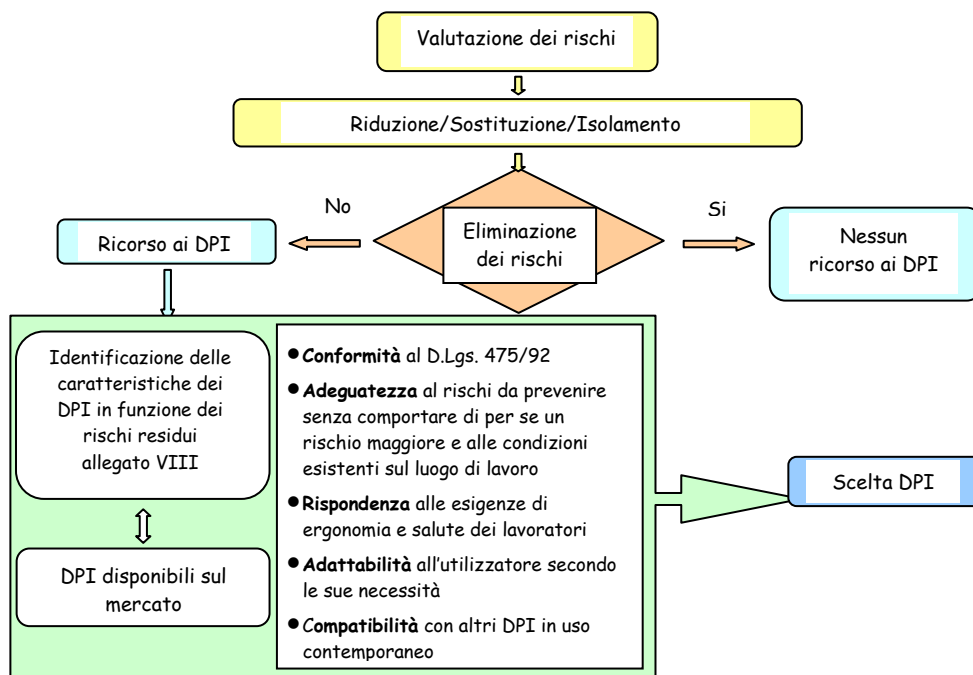 Valutazione dei rischi
Riduzione/Sostituzione/Isolamento
No
Si
Ricorso ai DPI
Eliminazione
dei rischi
Nessun
ricorso ai DPI
Identificazione delle
caratteristiche dei
DPI in funzione dei
rischi residui
allegato VIII
DPI disponibili sul
mercato
● Conformità al D.Lgs. 475/92
● Adeguatezza al rischi da prevenire
senza comportare di per se un
rischio maggiore e alle condizioni
esistenti sul luogo di lavoro
● Rispondenza alle esigenze di
ergonomia e salute dei lavoratori
● Adattabilità all'utilizzatore secondo
le sue necessità
● Compatibilità con altri DPI in uso
contemporaneo
Scelta DPI